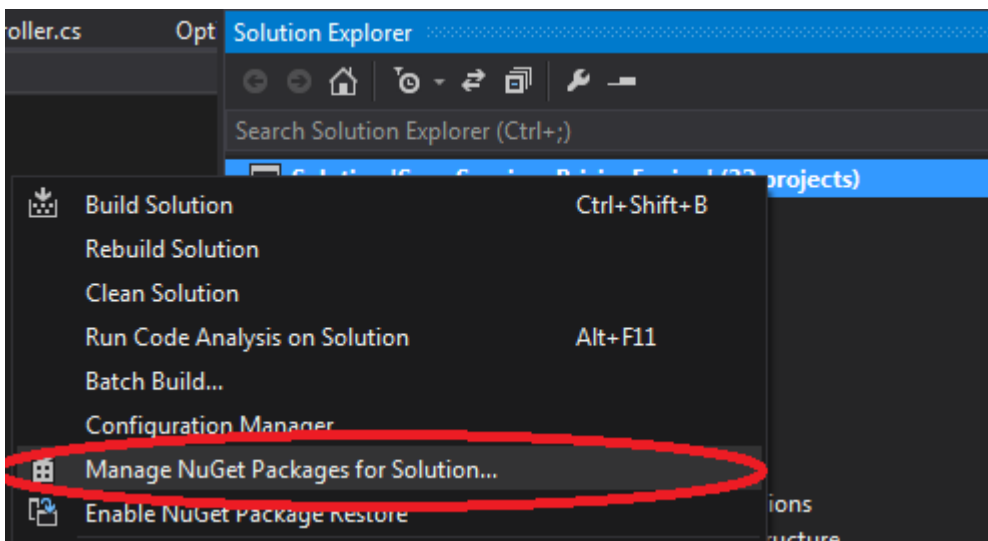 oller.cs Opt Solution Explorer
Search Solution Explorer (Ctrl+;)
projects)
Build Solution Ctrl+Shift+B
Rebuild Solution
Clean Solution
Run Code Analysis on Solution Alt+F11
Batch Build...
Configuration Manager
Manage NuGet Packages for Solution...
ions
Enable NuGet Package Restore
ucture